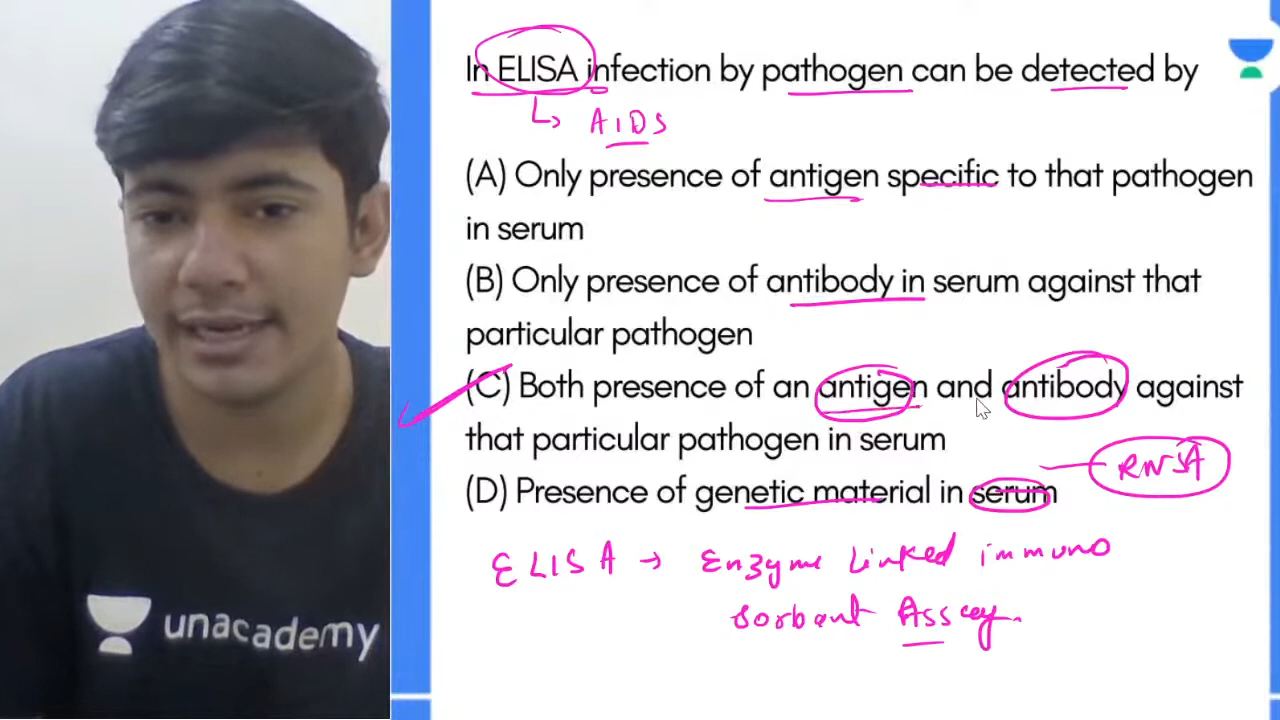 In ELISA infection by pathogen can be detected by
AIDS
(A) Only presence of antigen specific to that pathogen
in serum
(B) Only presence of antibody in serum against that
particular pathogen
(C) Both presence of an antigen and antibody against
that particular pathogen in serum
(D) Presence of genetic material in serum
ELISA → Enzyme linked immuno
sorbant Assay.
unacademy